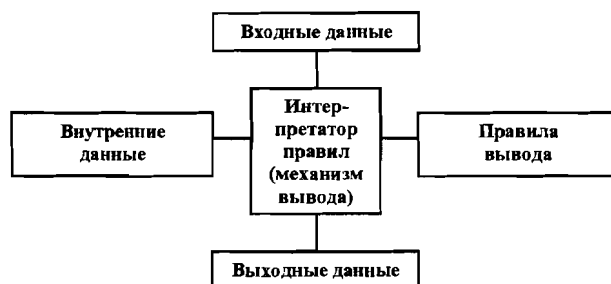 Входные данные
Внутренние
данные
Интер-
претатор
правил
(механизм
вывода)
Правила
вывода
Выходные данные